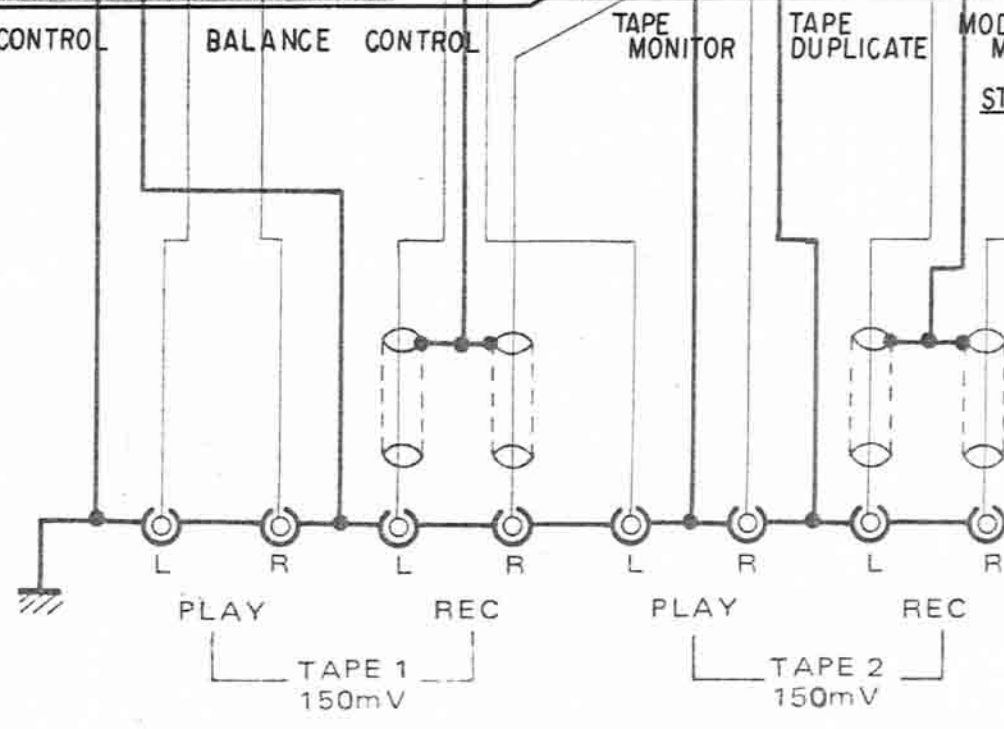 CONTROL
BALANCE CONTROL
TAPE
MONITOR
TAPE
DUPLICATE
L R L R L R L R
PLAY REC PLAY REC
TAPE 1
150mV
TAPE 2
150mV